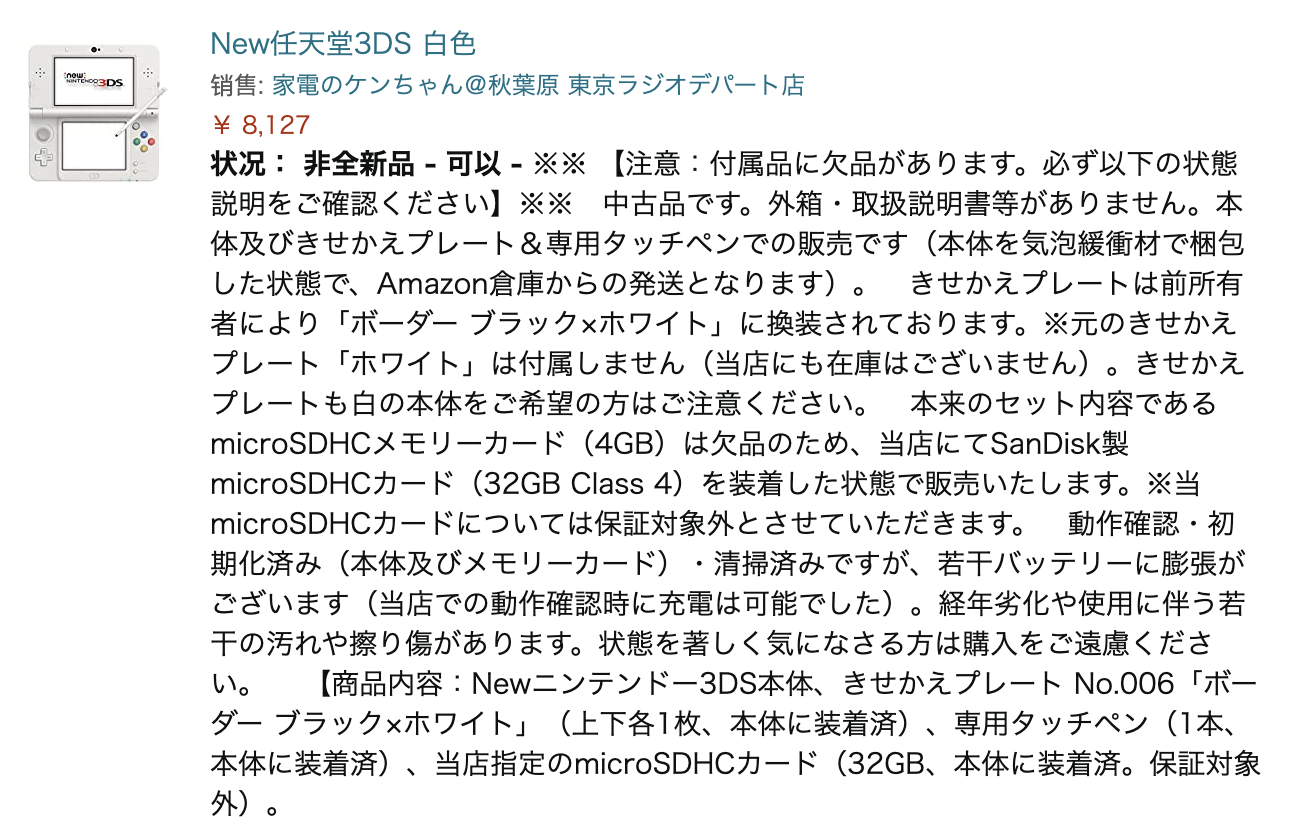 New任天堂3DS 白色
销售: 家電のケンちゃん@秋葉原 東京ラジオデパート店
¥ 8,127
状况： 非全新品 - 可以 - ※※ 【注意：付属品に欠品があります。必ず以下の状態
説明をご確認ください】※※　中古品です。外箱・取扱説明書等がありません。本
体及びきせかえプレート＆専用タッチペンでの販売です（本体を気泡緩衝材で梱包
した状態で、Amazon倉庫からの発送となります）。　きせかえプレートは前所有
者により「ボーダー ブラック×ホワイト」に換装されております。※元のきせかえ
プレート「ホワイト」は付属しません（当店にも在庫はございません）。きせかえ
プレートも白の本体をご希望の方はご注意ください。　本来のセット内容である
microSDHCメモリーカード（4GB）は欠品のため、当店にてSanDisk製
microSDHCカード（32GB Class 4）を装着した状態で販売いたします。※当
microSDHCカードについては保証対象外とさせていただきます。　動作確認・初
期化済み（本体及びメモリーカード）・清掃済みですが、若干バッテリーに膨張が
ございます（当店での動作確認時に充電は可能でした）。経年劣化や使用に伴う若
干の汚れや擦り傷があります。状態を著しく気になさる方は購入をご遠慮くださ
い。　　【商品内容：Newニンテンドー3DS本体、きせかえプレート No.006「ボー
ダー ブラック×ホワイト」（上下各1枚、本体に装着済）、専用タッチペン（1本、
本体に装着済）、当店指定のmicroSDHCカード（32GB、本体に装着済。保証対象
外）。
new
NINTENDO3DS